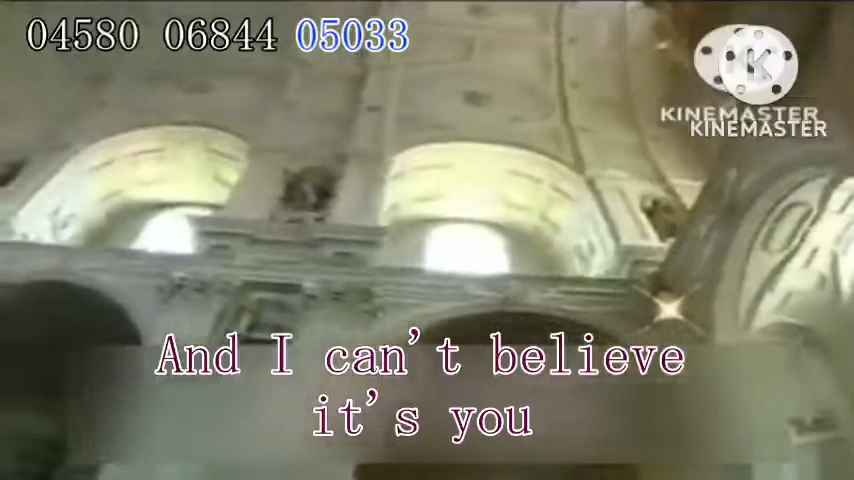 04580 06844 05033
KINEMASTER
KINEMASTER
And I can't believe
it's you